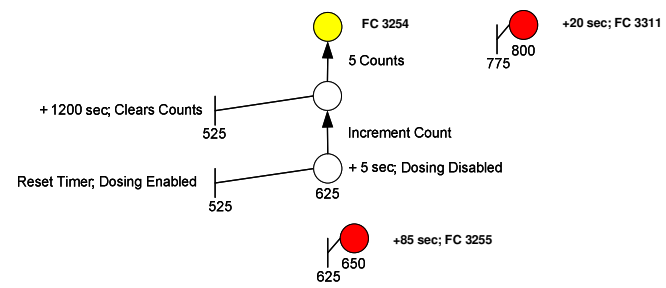 FC 3254
+20 sec; FC 3311
800
775
5 Counts
+ 1200 sec; Clears Counts
525
Increment Count
+ 5 sec; Dosing Disabled
Reset Timer; Dosing Enabled
625
525
+85 sec; FC 3255
650
625